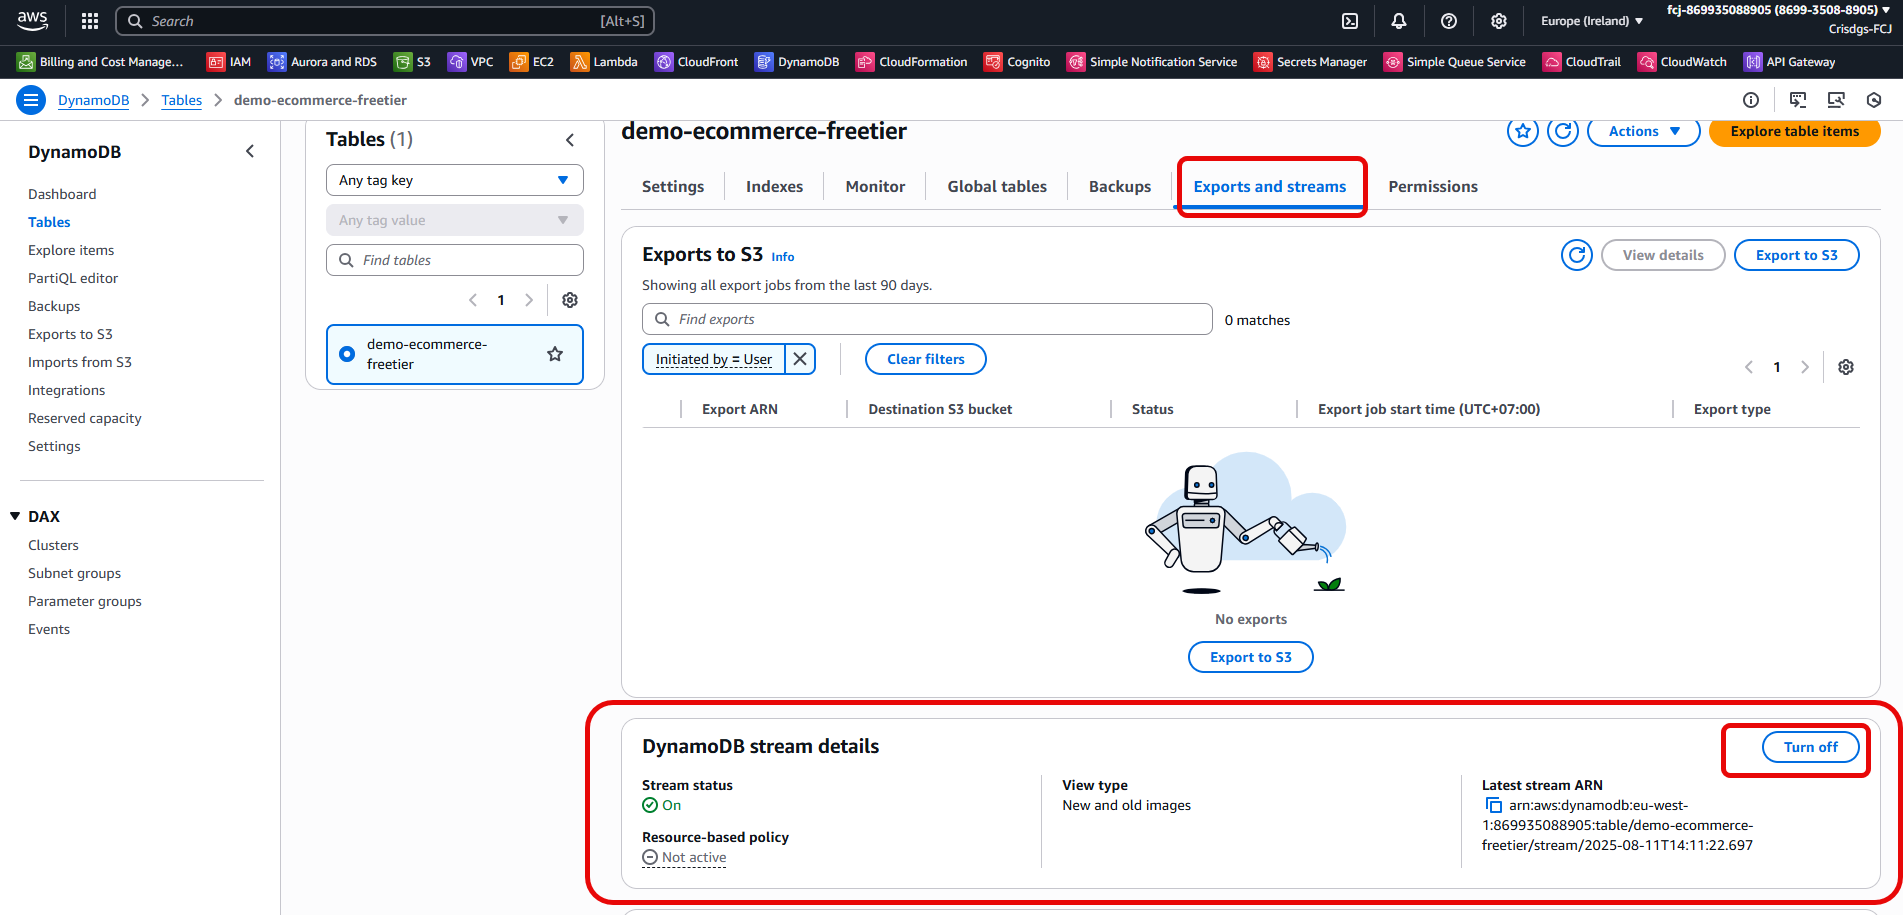 aws
Search
[Alt+S]
Europe (Ireland)
fcj-869935088905 (8699-3508-8905)
Crisdgs-FCJ
Billing and Cost Manage...
IAM
Aurora and RDS
S3
VPC
EC2
Lambda
CloudFront
DynamoDB
CloudFormation
Cognito
Simple Notification Service
Secrets Manager
Simple Queue Service
CloudTrail
CloudWatch
API Gateway
DynamoDB
Tables
demo-ecommerce-freetier
DynamoDB
Dashboard
Tables
Explore items
PartiQL editor
Backups
Exports to S3
Imports from S3
Integrations
Reserved capacity
Settings
DAX
Clusters
Subnet groups
Parameter groups
Events
Tables (1)
Any tag key
Any tag value
Find tables
1
demo-ecommerce-
freetier
demo-ecommerce-freetier
Actions
Explore table items
Settings
Indexes
Monitor
Global tables
Backups
Exports and streams
Permissions
Exports to S3 Info
View details
Export to S3
Showing all export jobs from the last 90 days.
Find exports
0 matches
Initiated by = User
Clear filters
1
Export ARN
Destination S3 bucket
Status
Export job start time (UTC+07:00)
Export type
No exports
Export to S3
DynamoDB stream details
Turn off
Stream status
On
Resource-based policy
Not active
View type
New and old images
Latest stream ARN
arn:aws:dynamodb:eu-west-
1:869935088905:table/demo-ecommerce-
freetier/stream/2025-08-11T14:11:22.697